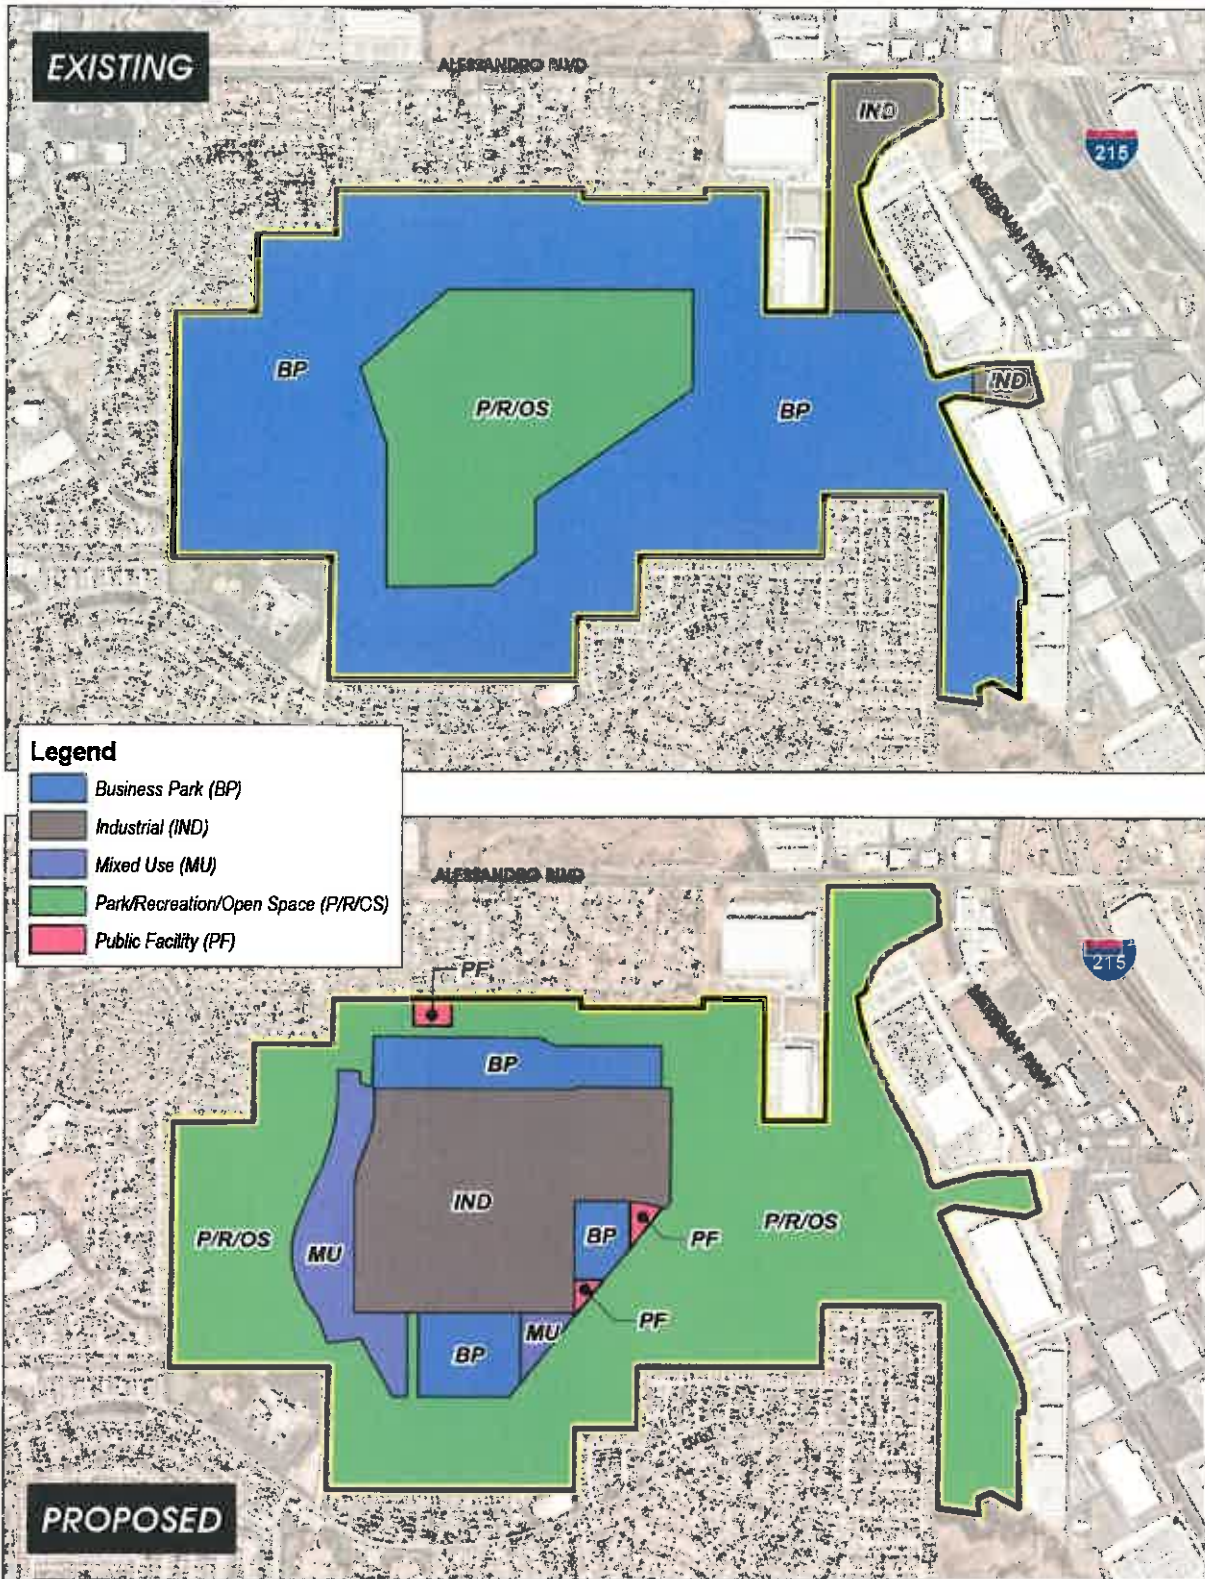 EXISTING
ALESSANDRO BLVD
IND
215
MERIDIAN PKWY
BP
P/R/OS
BP
IND
Legend
Business Park (BP)
Industrial (IND)
Mixed Use (MU)
Park/Recreation/Open Space (P/R/OS)
Public Facility (PF)
ALESSANDRO BLVD
215
PF
MERIDIAN PKWY
BP
IND
P/R/OS
MU
BP
PF
P/R/OS
PF
MU
BP
PROPOSED